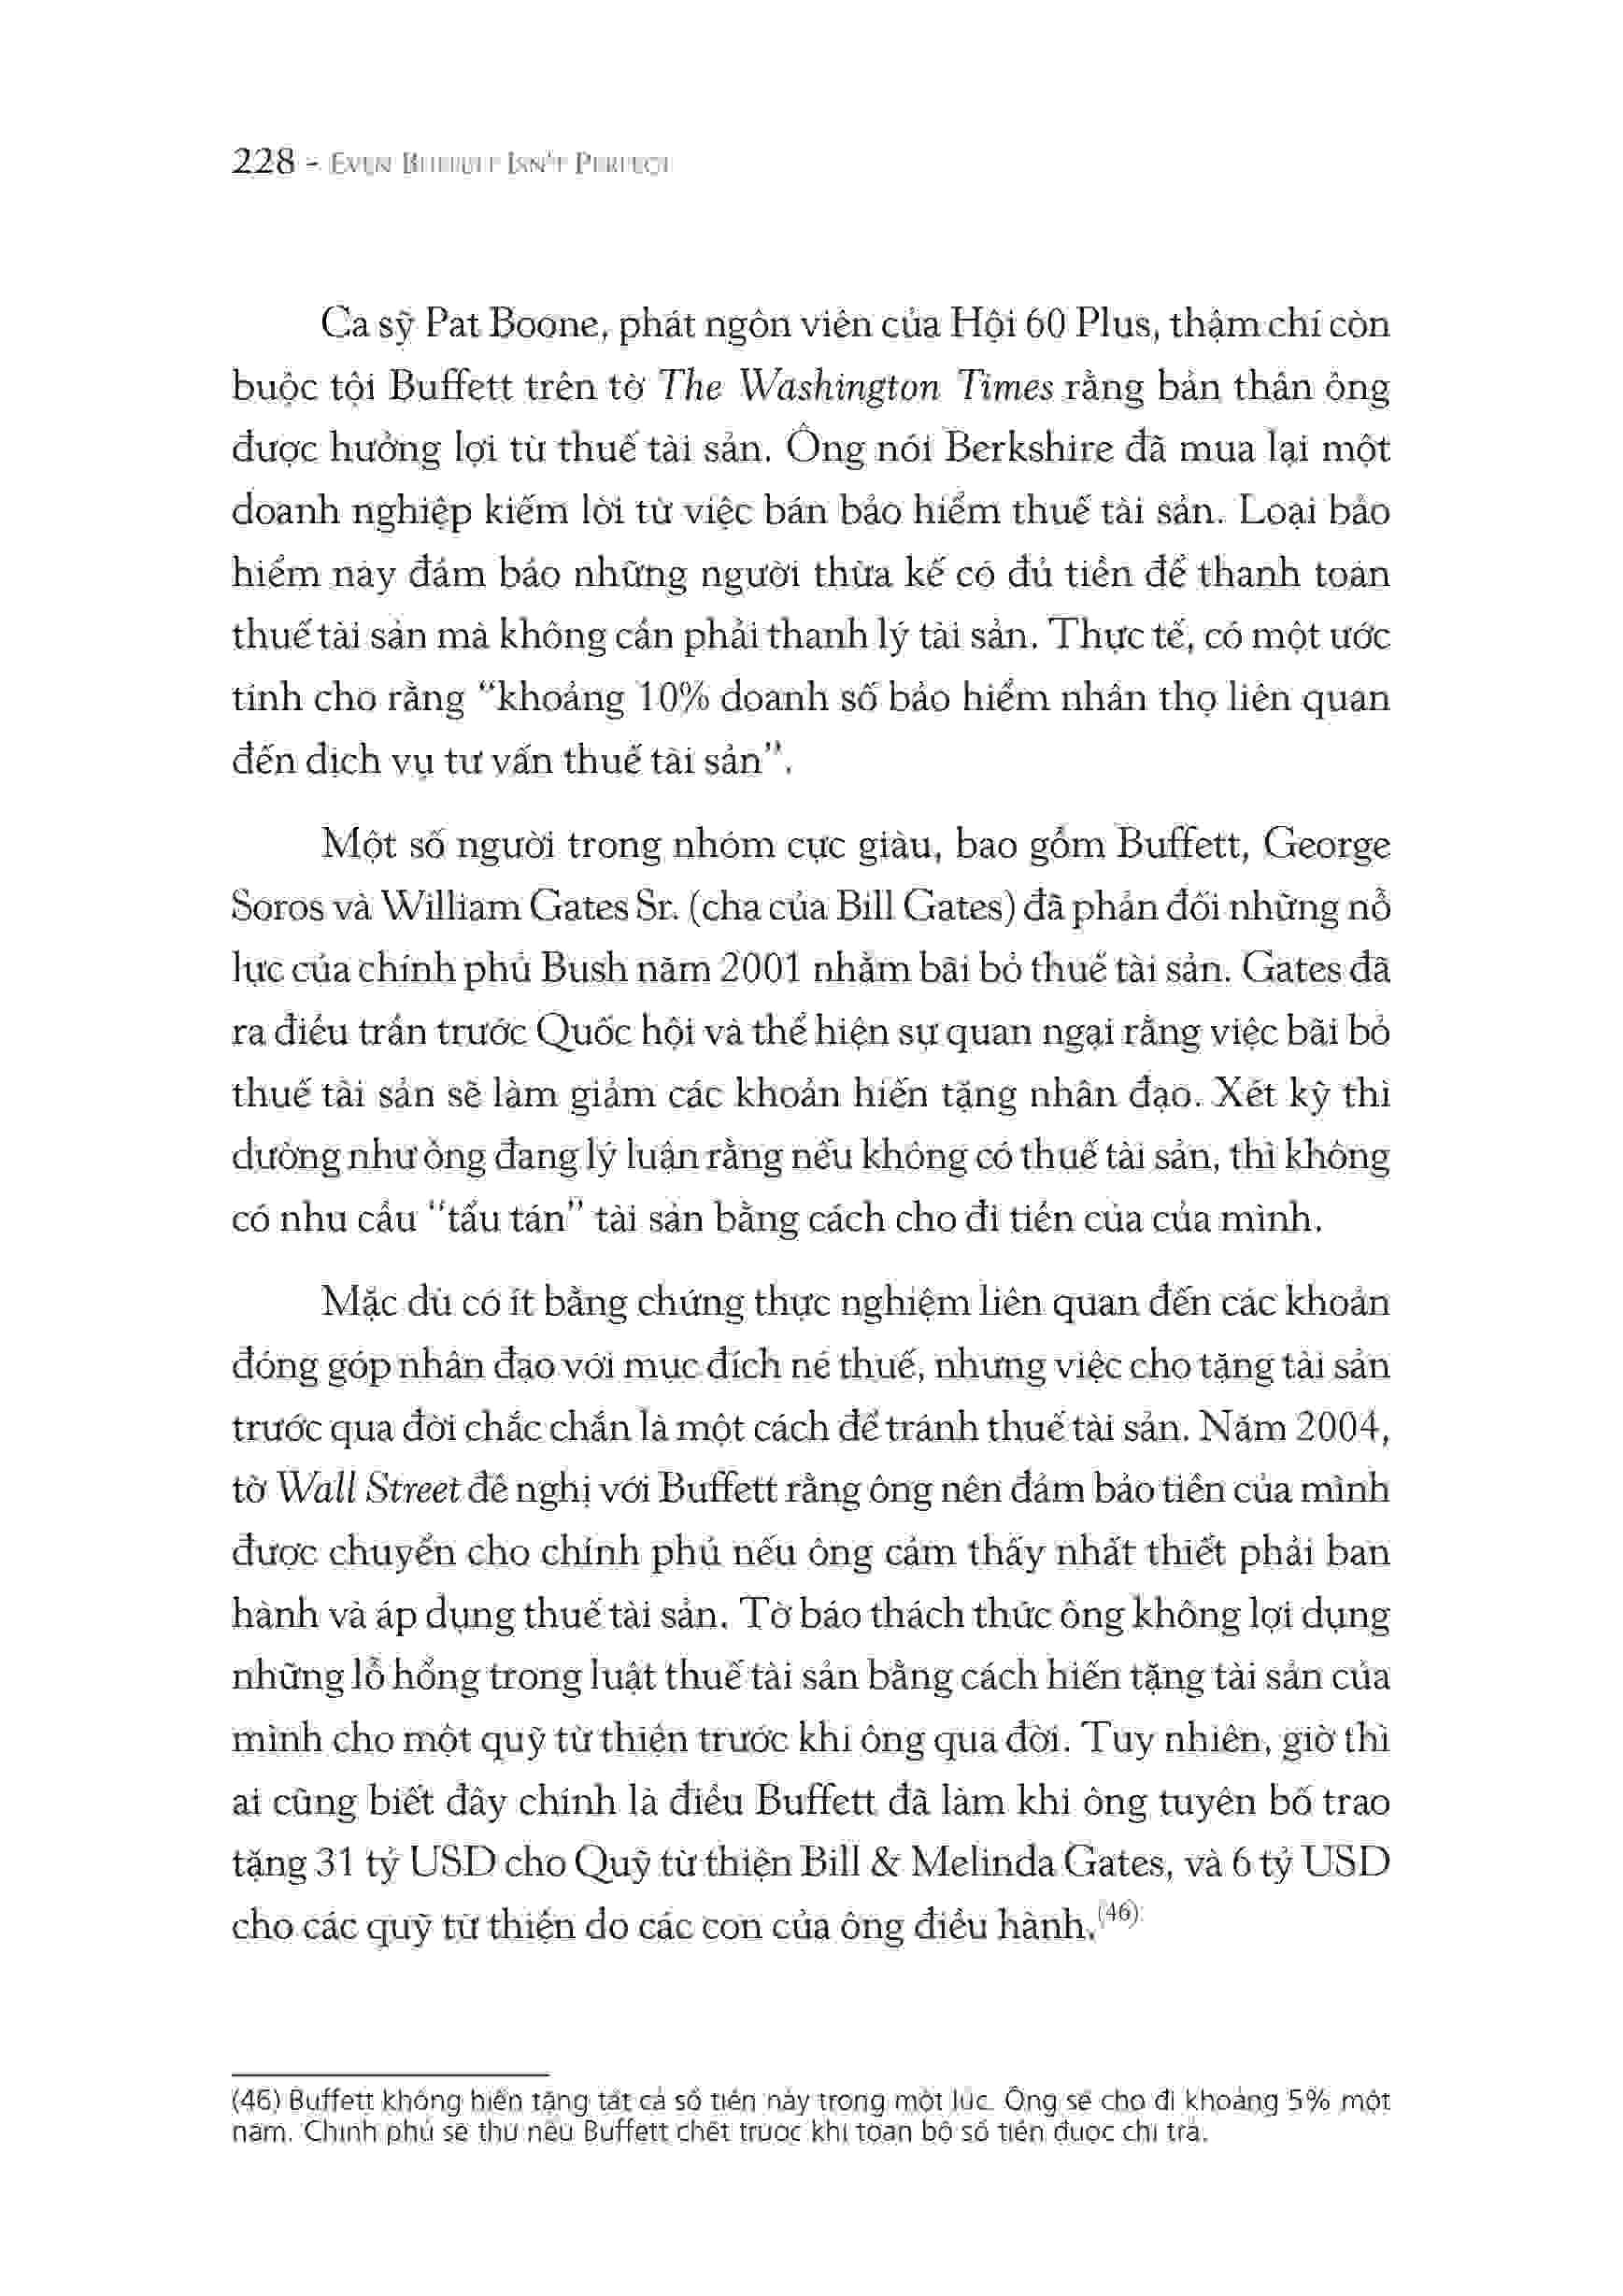 228 - EVEN BUFFETT ISN'T PERFECT
Ca sỹ Pat Boone, phát ngôn viên của Hội 60 Plus, thậm chí còn
buộc tội Buffett trên tờ The Washington Times rằng bản thân ông
được hưởng lợi từ thuế tài sản. Ông nói Berkshire đã mua lại một
doanh nghiệp kiếm lời từ việc bán bảo hiểm thuế tài sản. Loại bảo
hiểm này đảm bảo những người thừa kế có đủ tiền để thanh toán
thuế tài sản mà không cần phải thanh lý tài sản. Thực tế, có một ước
tính cho rằng “khoảng 10% doanh số bảo hiểm nhân thọ liên quan
đến dịch vụ tư vấn thuế tài sản”.
Một số người trong nhóm cực giàu, bao gồm Buffett, George
Soros và William Gates Sr. (cha của Bill Gates) đã phản đối những nỗ
lực của chính phủ Bush năm 2001 nhằm bãi bỏ thuế tài sản. Gates đã
ra điều trần trước Quốc hội và thể hiện sự quan ngại rằng việc bãi bỏ
thuế tài sản sẽ làm giảm các khoản hiến tặng nhân đạo. Xét kỹ thì
dường như ông đang lý luận rằng nếu không có thuế tài sản, thì không
có nhu cầu “tẩu tán” tài sản bằng cách cho đi tiền của của mình.
Mặc dù có ít bằng chứng thực nghiệm liên quan đến các khoản
đóng góp nhân đạo với mục đích né thuế, nhưng việc cho tặng tài sản
trước qua đời chắc chắn là một cách để tránh thuế tài sản. Năm 2004,
tờ Wall Street đề nghị với Buffett rằng ông nên đảm bảo tiền của mình
được chuyển cho chính phủ nếu ông cảm thấy nhất thiết phải ban
hành và áp dụng thuế tài sản. Tờ báo thách thức ông không lợi dụng
những lỗ hổng trong luật thuế tài sản bằng cách hiến tặng tài sản của
mình cho một quỹ từ thiện trước khi ông qua đời. Tuy nhiên, giờ thì
ai cũng biết đây chính là điều Buffett đã làm khi ông tuyên bố trao
tặng 31 tỷ USD cho Quỹ từ thiện Bill & Melinda Gates, và 6 tỷ USD
cho các quỹ từ thiện do các con của ông điều hành.(46)
(46) Buffett không hiến tặng tất cả số tiền này trong một lúc. Ông sẽ cho đi khoảng 5% một
năm. Chính phủ sẽ thu nếu Buffett chết trước khi toàn bộ số tiền được chi trả.